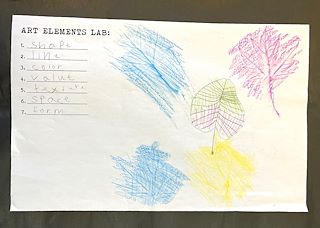 ART ELEMENTS LAB:
1. shape
2. line
3. color
4. value
5. texture
6. space
7. form